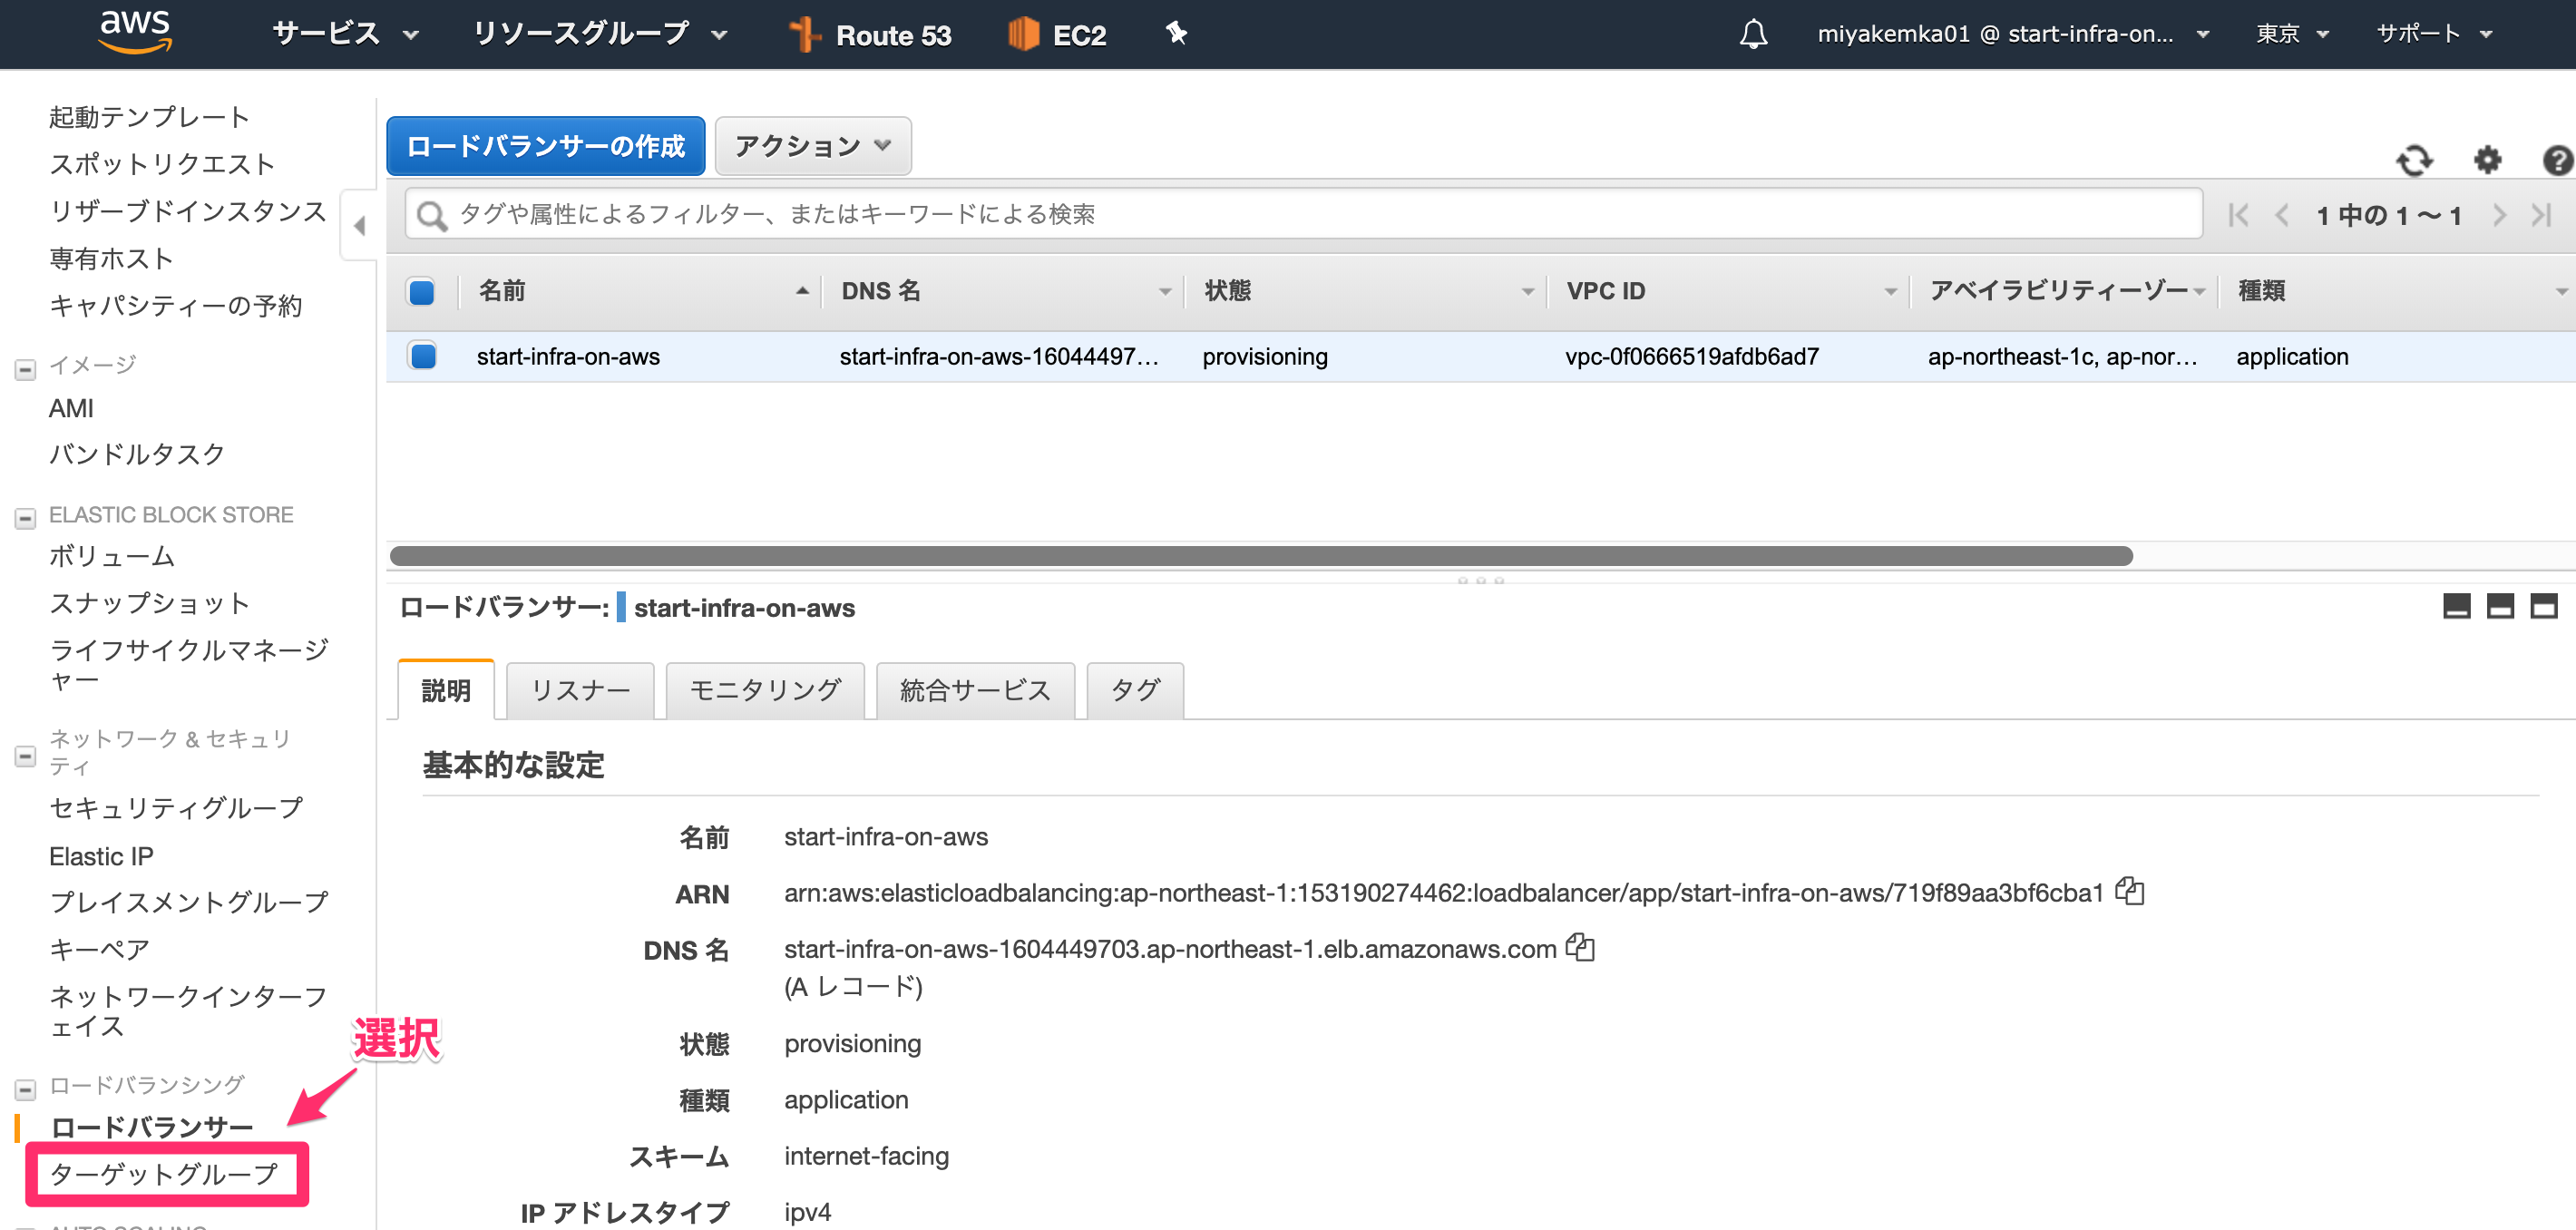 aws サービス リソースグループ Route 53 EC2 miyakemka01 @ start-infra-on... 東京 サポート
起動テンプレート
スポットリクエスト
リザーブドインスタンス
専有ホスト
キャパシティーの予約
イメージ
AMI
バンドルタスク
ELASTIC BLOCK STORE
ボリューム
スナップショット
ライフサイクルマネージ
ャー
ネットワーク & セキュリ
ティ
セキュリティグループ
Elastic IP
プレイスメントグループ
キーペア
ネットワークインターフ
ェイス
選択
ロードバランシング
ロードバランサー
ターゲットグループ
AUTO SCALING
ロードバランサーの作成 アクション
タグや属性によるフィルター、またはキーワードによる検索 1 中の 1 ～ 1
名前 DNS 名 状態 VPC ID アベイラビリティーゾー 種類
start-infra-on-aws start-infra-on-aws-16044497... provisioning vpc-0f0666519afdb6ad7 ap-northeast-1c, ap-nor... application
ロードバランサー: start-infra-on-aws
説明 リスナー モニタリング 統合サービス タグ
基本的な設定
名前 start-infra-on-aws
ARN arn:aws:elasticloadbalancing:ap-northeast-1:153190274462:loadbalancer/app/start-infra-on-aws/719f89aa3bf6cba1
DNS 名 start-infra-on-aws-1604449703.ap-northeast-1.elb.amazonaws.com
(A レコード)
状態 provisioning
種類 application
スキーム internet-facing
IP アドレスタイプ ipv4